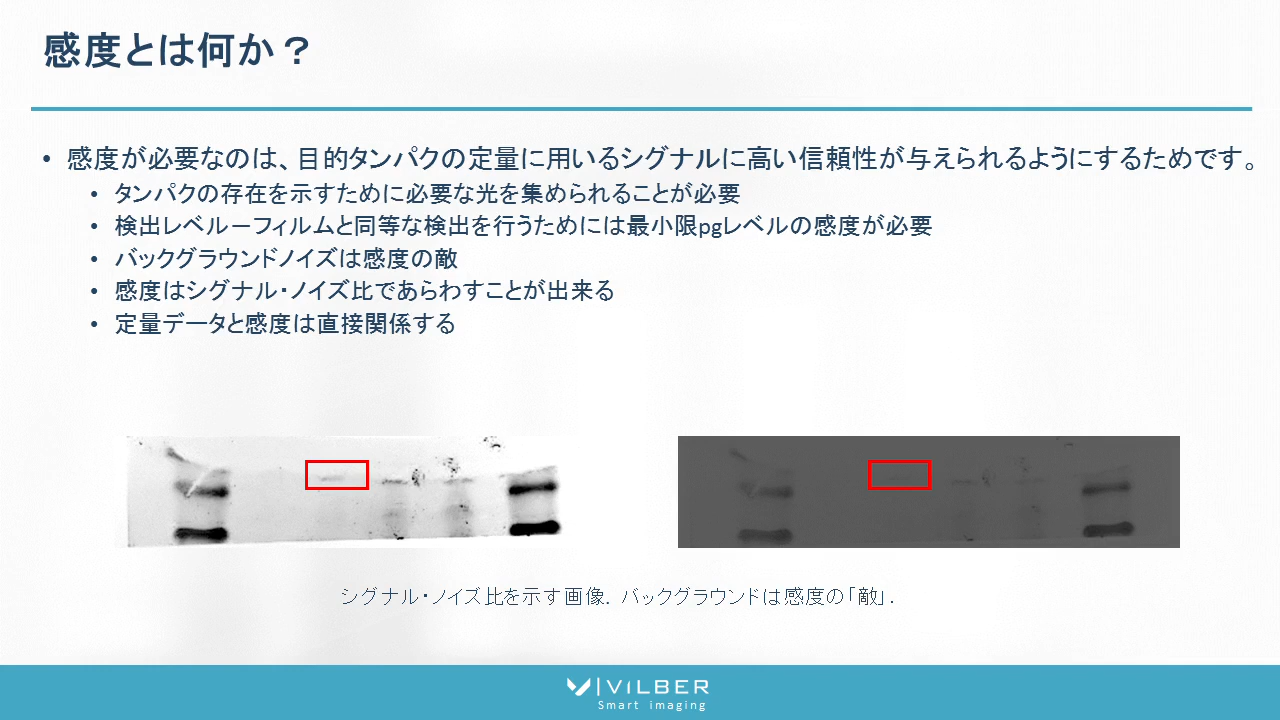 感度とは何か？
• 感度が必要なのは、目的タンパクの定量に用いるシグナルに高い信頼性が与えられるようにするためです。
• タンパクの存在を示すために必要な光を集められることが必要
• 検出レベル－フィルムと同等な検出を行うためには最小限pgレベルの感度が必要
• バックグラウンドノイズは感度の敵
• 感度はシグナル・ノイズ比であらわすことが出来る
• 定量データと感度は直接関係する
シグナル・ノイズ比を示す画像．バックグラウンドは感度の「敵」．
VILBER
Smart imaging